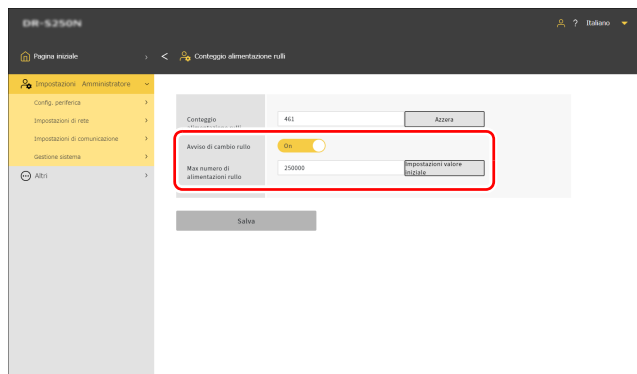 DR-S250N
? Italiano
Pagina iniziale
Conteggio alimentazione rulli
Impostazioni Amministratore
Config. periferica
Impostazioni di rete
Impostazioni di comunicazione
Gestione sistema
Altri
Conteggio
alimentazione rulli
461
Azzera
Avviso di cambio rullo
On
Max numero di
alimentazioni rullo
250000
Impostazioni valore
iniziale
Salva